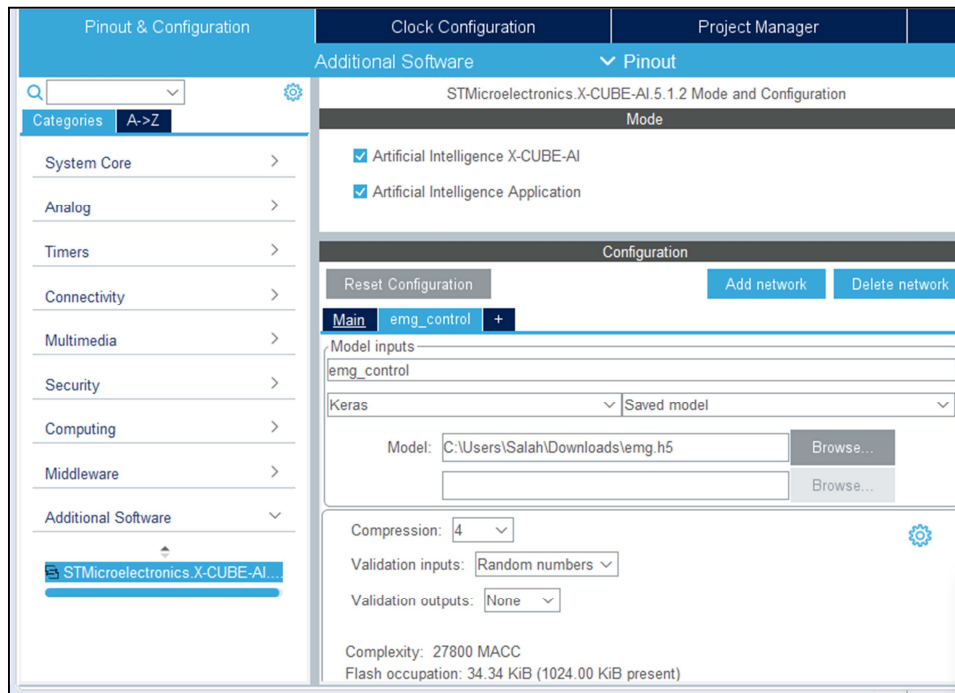 Pinout & Configuration
Clock Configuration
Project Manager
Additional Software
Pinout
Categories
A->Z
System Core
Analog
Timers
Connectivity
Multimedia
Security
Computing
Middleware
Additional Software
STMicroelectronics.X-CUBE-AI....
STMicroelectronics.X-CUBE-AI.5.1.2 Mode and Configuration
Mode
Artificial Intelligence X-CUBE-AI
Artificial Intelligence Application
Configuration
Reset Configuration
Add network
Delete network
Main
emg_control
+
Model inputs
emg_control
Keras
Saved model
Model: C:\Users\Salah\Downloads\emg.h5
Browse...
Browse...
Compression: 4
Validation inputs: Random numbers
Validation outputs: None
Complexity: 27800 MACC
Flash occupation: 34.34 KiB (1024.00 KiB present)